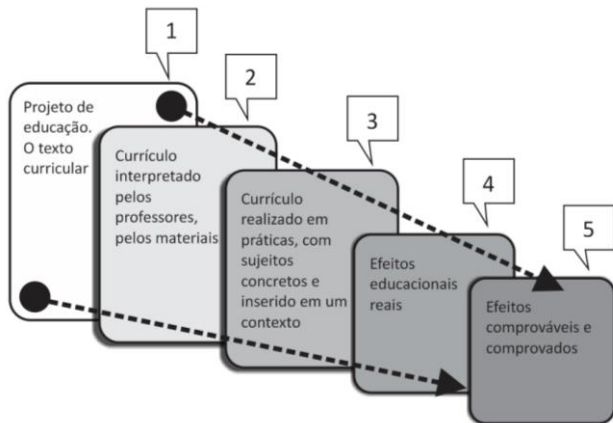 1
Projeto de
educação.
O texto
curricular
2
Currículo
interpretado
pelos
professores,
pelos materiais
3
Currículo
realizado em
práticas, com
sujeitos
concretos e
inserido em um
contexto
4
Efeitos
educacionais
reais
5
Efeitos
comprováveis e
comprovados